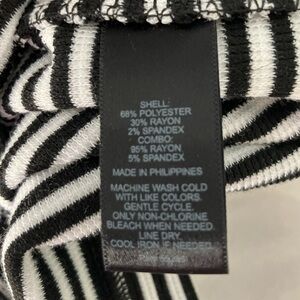 SHELL:
68% POLYESTER
30% RAYON
2% SPANDEX
COMBO:
95% RAYON
5% SPANDEX
MADE IN PHILIPPINES
MACHINE WASH COLD
WITH LIKE COLORS.
GENTLE CYCLE.
ONLY NON-CHLORINE
BLEACH WHEN NEEDED.
LINE DRY.
COOL IRON IF NEEDED.